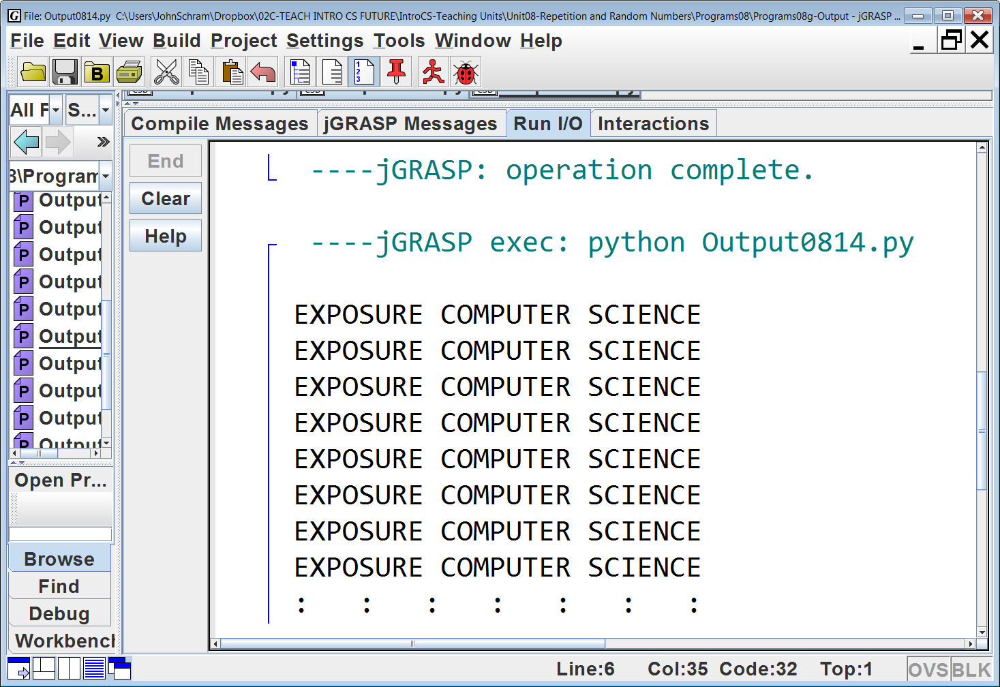 File: Output0814.py C:\Users\JohnSchram\Dropbox\02C-TEACH INTRO CS FUTURE\IntroCS-Teaching Units\Unit08-Repetition and Random Numbers\Programs08\Programs08g-Output - jGRASP ...
File Edit View Build Project Settings Tools Window Help
B
1
2
3
All F S...
Compile Messages jGRASP Messages Run I/O Interactions
3\Program
P Output
P Output
P Output
P Output
P Output
P Output
P Output
P Output
P Output
P Output
Open Pr...
Browse
Find
Debug
Workbench
End
Clear
Help
----jGRASP: operation complete.
----jGRASP exec: python Output0814.py
EXPOSURE COMPUTER SCIENCE
EXPOSURE COMPUTER SCIENCE
EXPOSURE COMPUTER SCIENCE
EXPOSURE COMPUTER SCIENCE
EXPOSURE COMPUTER SCIENCE
EXPOSURE COMPUTER SCIENCE
EXPOSURE COMPUTER SCIENCE
EXPOSURE COMPUTER SCIENCE
: : : : : : :
Line:6 Col:35 Code:32 Top:1 OVS BLK